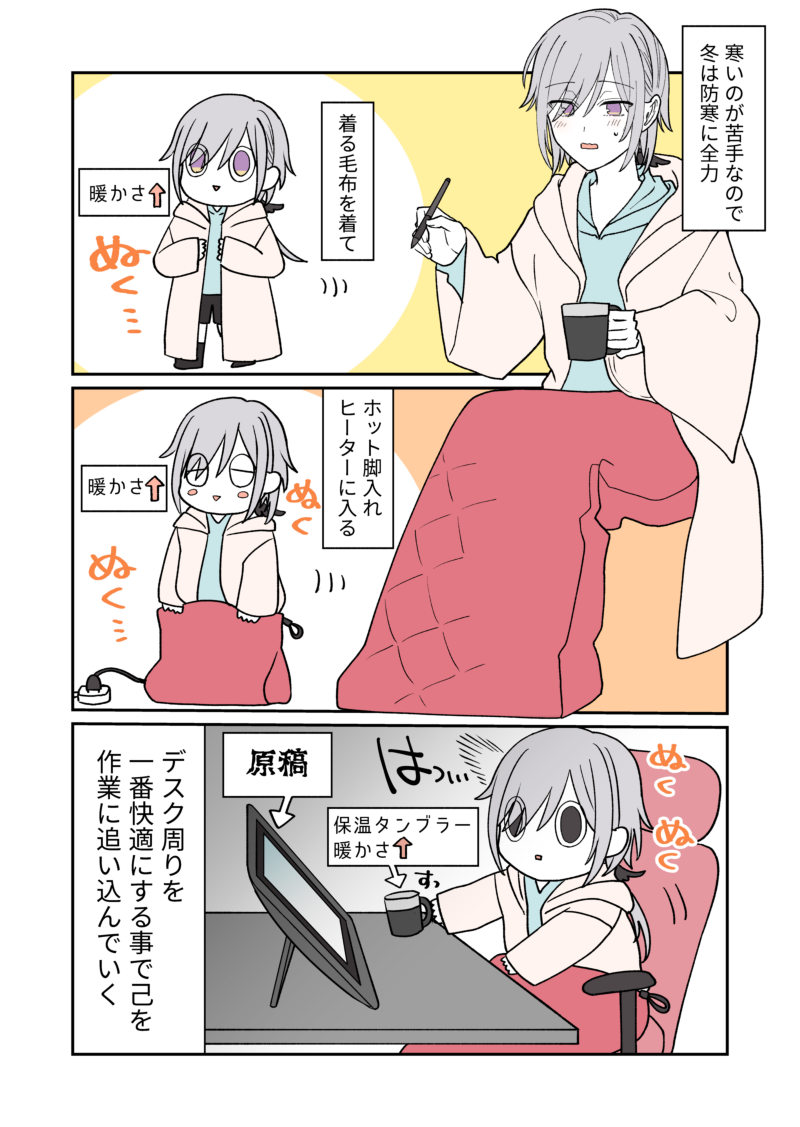 寒いのが苦手なので
冬は防寒に全力
着る毛布を着て
暖かさ↑
ぬく
ホット脚入れ
ヒーターに入る
暖かさ↑
ぬく
ぬく
はっ
ぬく
ぬく
原稿
保温タンブラー
暖かさ↑
すっ
デスク周りを
一番快適にする事で己を
作業に追い込んでいく